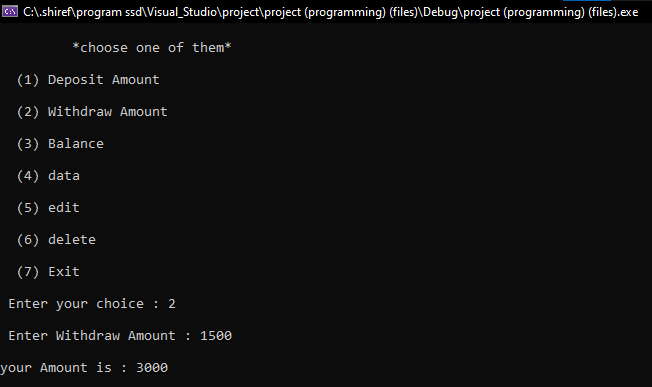 C:\.shiref\program ssd\Visual_Studio\project\project (programming) (files)\Debug\project (programming) (files).exe
*choose one of them*
(1) Deposit Amount
(2) Withdraw Amount
(3) Balance
(4) data
(5) edit
(6) delete
(7) Exit
Enter your choice : 2
Enter Withdraw Amount : 1500
your Amount is : 3000